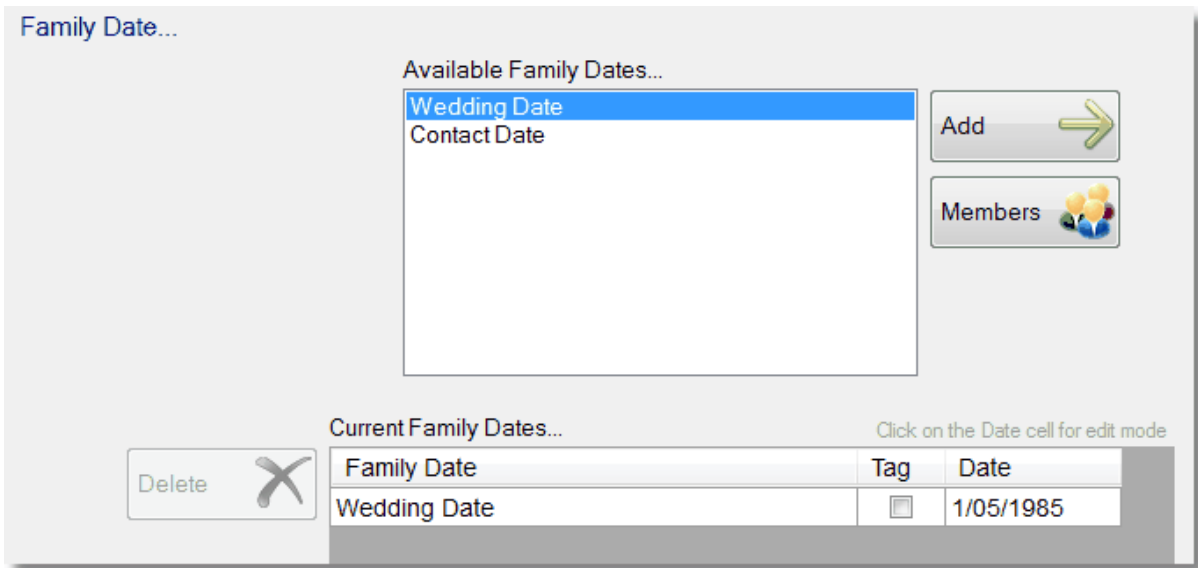 Family Date...
Available Family Dates...
Wedding Date
Contact Date
Add
Members
Current Family Dates...
Click on the Date cell for edit mode
Delete
Family Date Tag Date
Wedding Date 1/05/1985